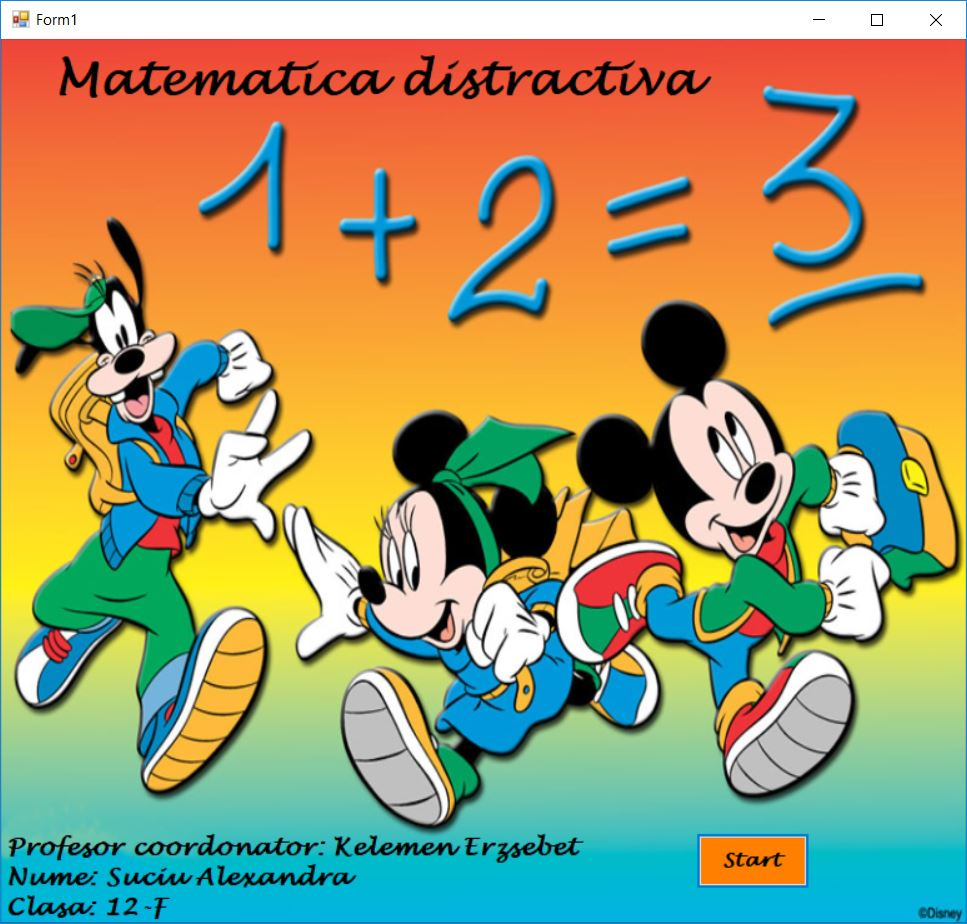 Form1
Matematica distractiva
1 + 2 = 3
Profesor coordonator: Kelemen Erzsebet
Nume: Suciu Alexandra
Clasa: 12-F
Start
©Disney